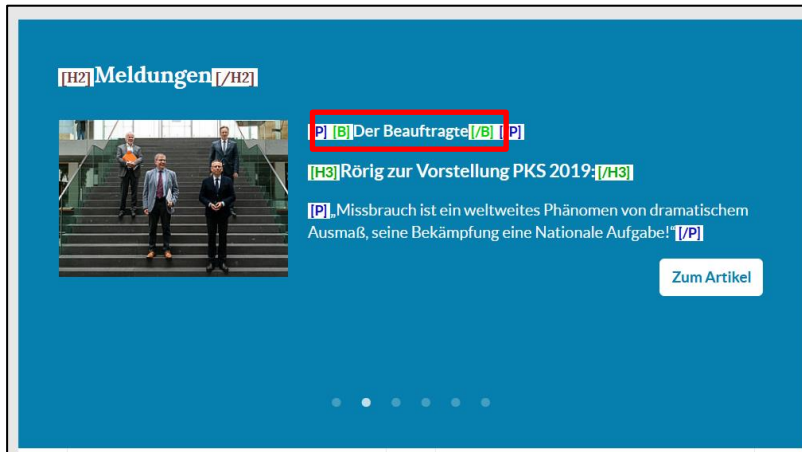 [H2]Meldungen[/H2]
[P] [B]Der Beauftragte[/B] [P]
[H3]Rörig zur Vorstellung PKS 2019:[/H3]
[P]„Missbrauch ist ein weltweites Phänomen von dramatischem
Ausmaß, seine Bekämpfung eine Nationale Aufgabe!“[/P]
Zum Artikel